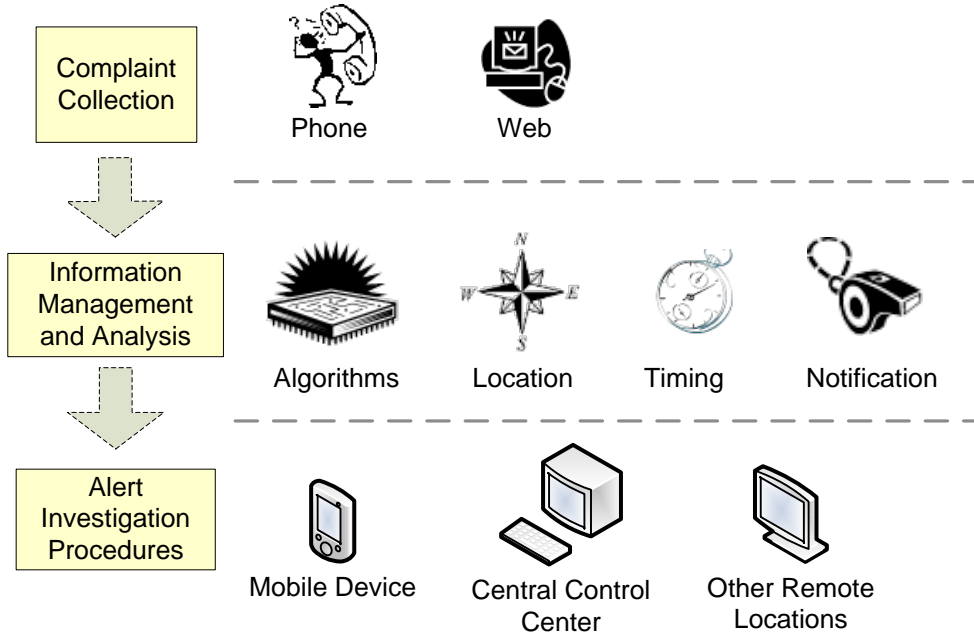 Complaint
Collection
Phone
Web
Information
Management
and Analysis
N
W
E
S
Algorithms
Location
Timing
Notification
Alert
Investigation
Procedures
Mobile Device
Central Control
Center
Other Remote
Locations
?